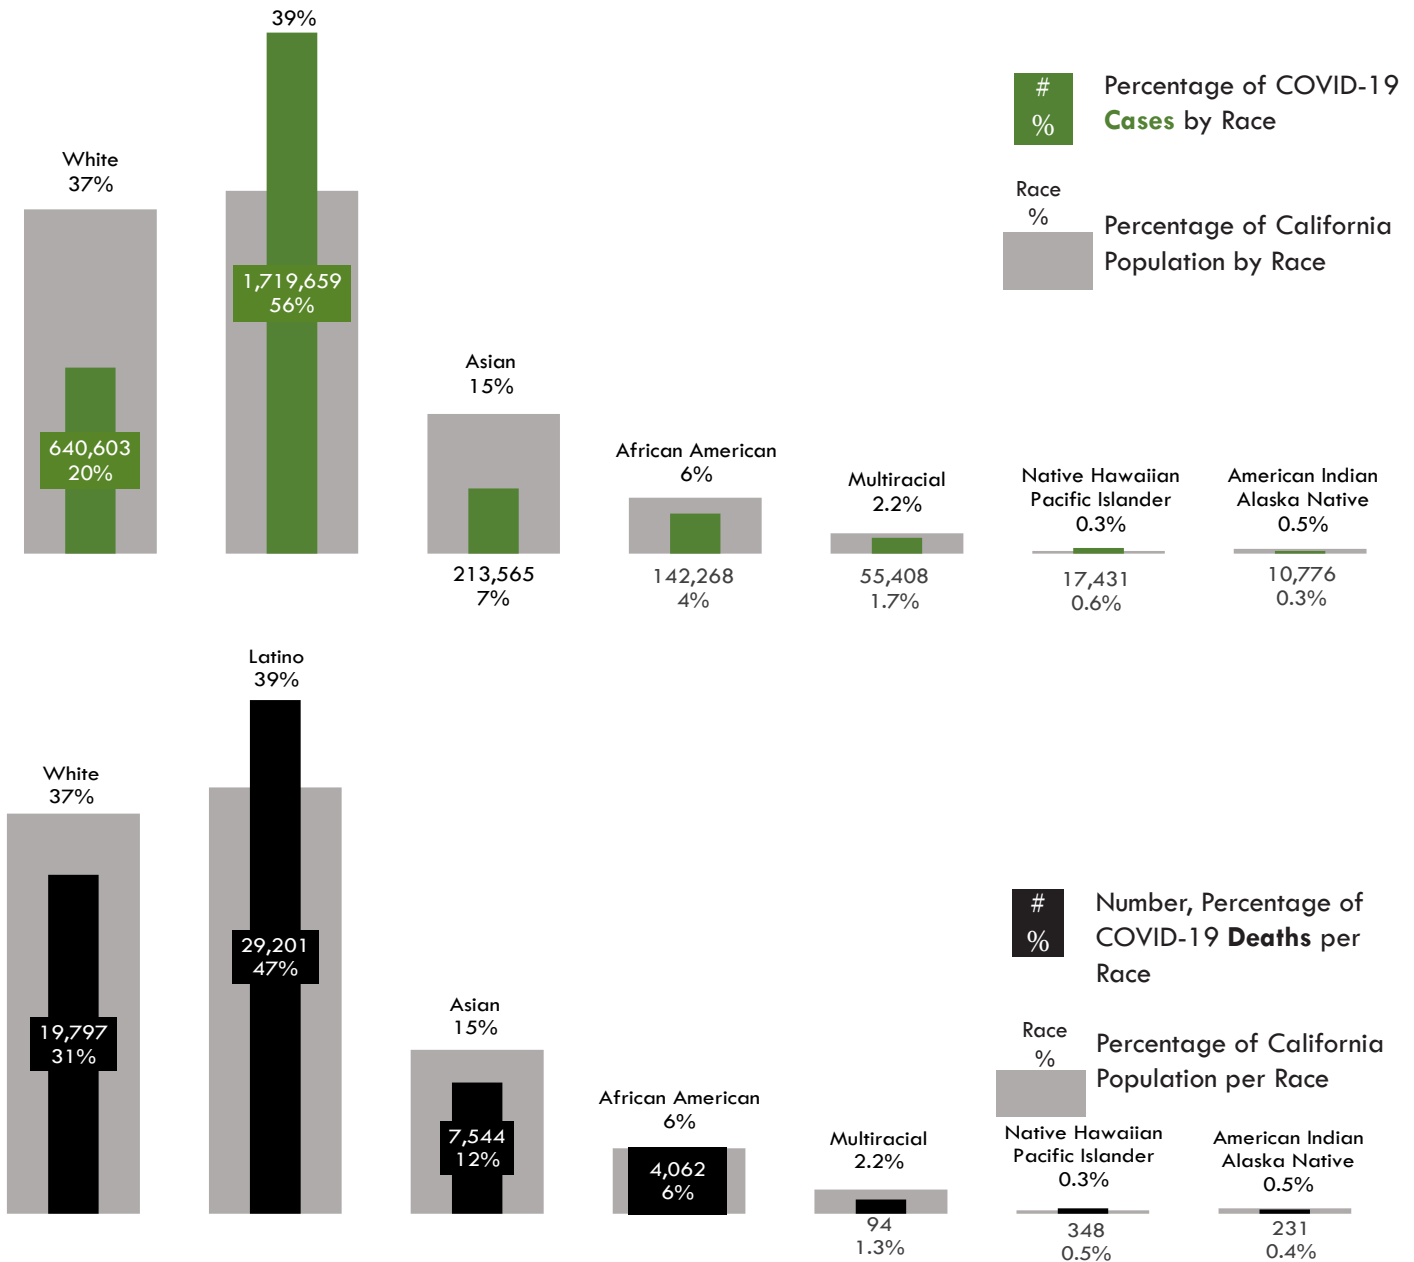 39%
White
37%
1,719,659
56%
640,603
20%
Asian
15%
213,565
7%
African American
6%
142,268
4%
Multiracial
2.2%
55,408
1.7%
Native Hawaiian
Pacific Islander
0.3%
17,431
0.6%
American Indian
Alaska Native
0.5%
10,776
0.3%
#
%
Percentage of COVID-19
Cases by Race
Race
%
Percentage of California
Population by Race
White
37%
19,797
31%
Latino
39%
29,201
47%
Asian
15%
7,544
12%
African American
6%
4,062
6%
Multiracial
2.2%
94
1.3%
Native Hawaiian
Pacific Islander
0.3%
348
0.5%
American Indian
Alaska Native
0.5%
231
0.4%
#
%
Number, Percentage of
COVID-19 Deaths per
Race
Race
%
Percentage of California
Population per Race